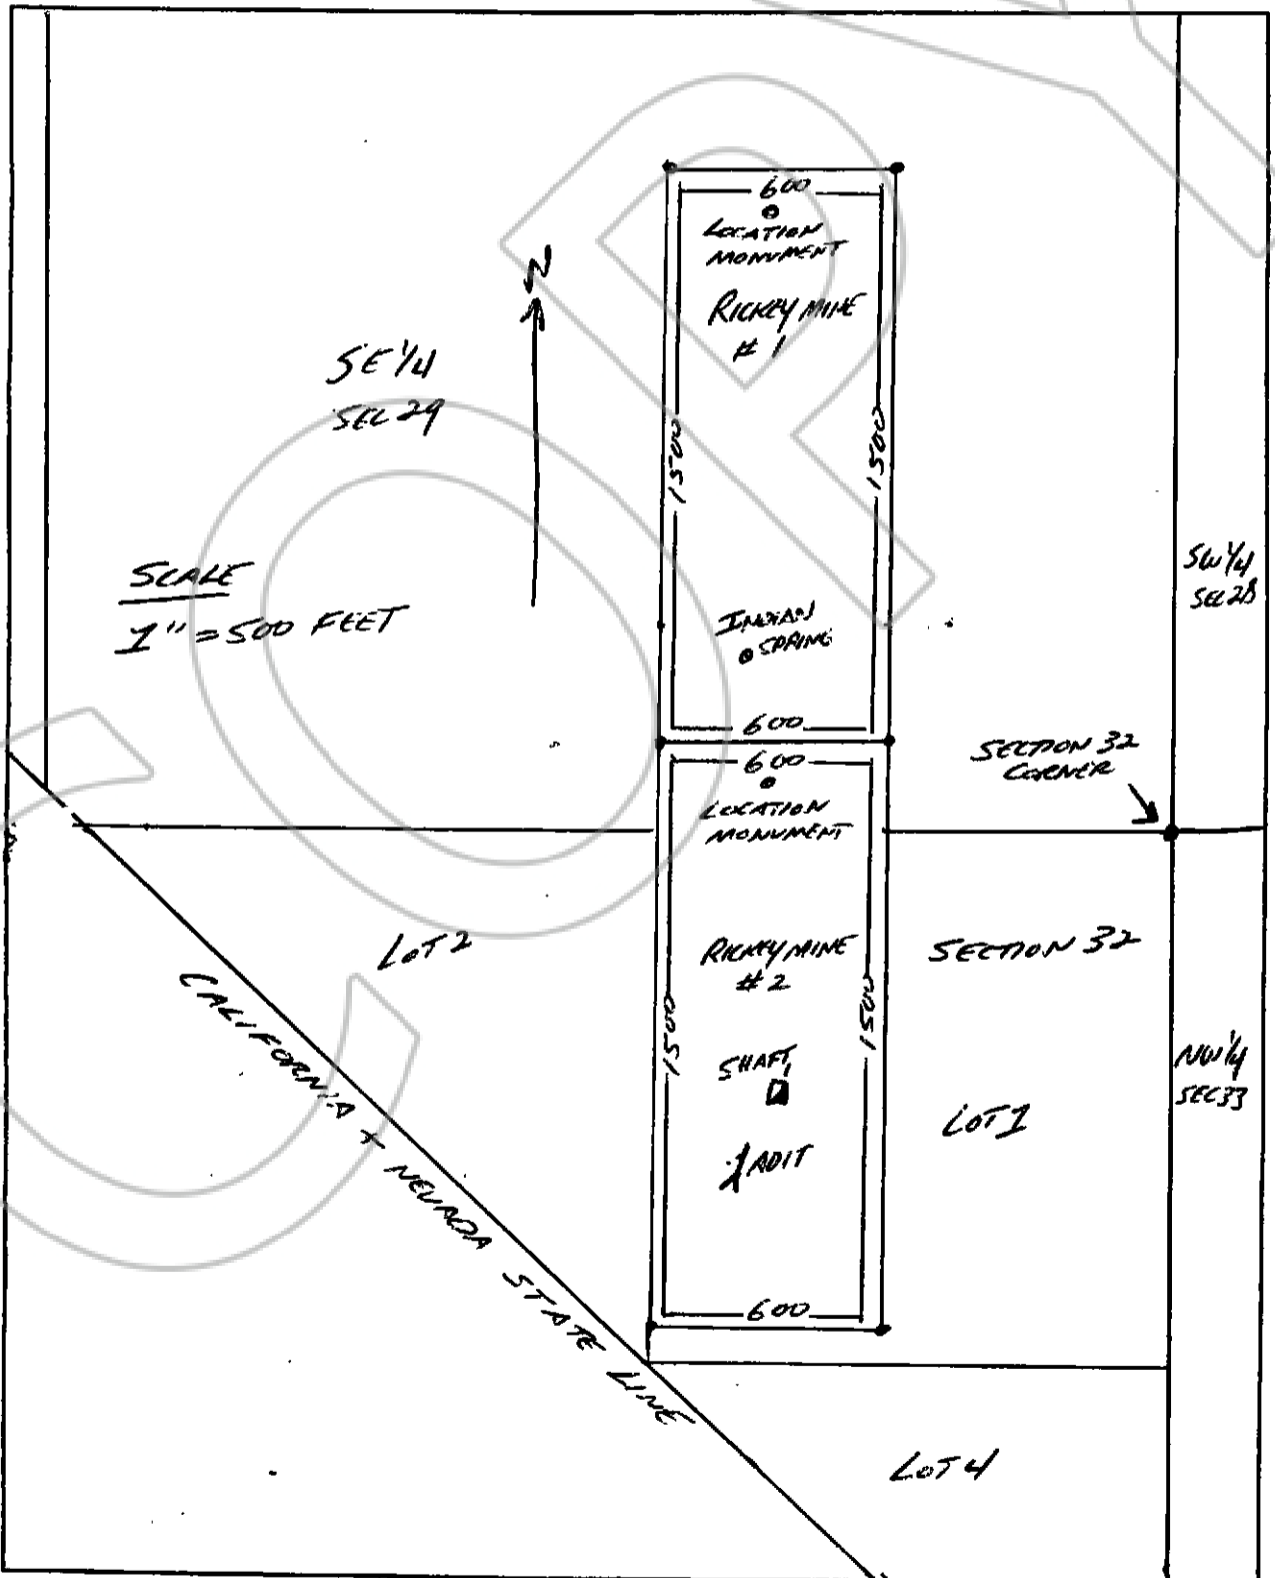 600
LOCATION
MONUMENT
RICKEY MINE
# 1
N
SE 1/4
SEC 29
1500
1500
SCALE
1" = 500 FEET
SW 1/4
SEC 28
INDIAN
SPRING
600
600
SECTION 32
CORNER
LOCATION
MONUMENT
LOT 2
RICKEY MINE
# 2
SECTION 32
CALIFORNIA + NEVADA STATE LINE
1500
1500
SHAFT
NW 1/4
SEC 33
LOT 1
ADIT
600
LOT 4
COPY